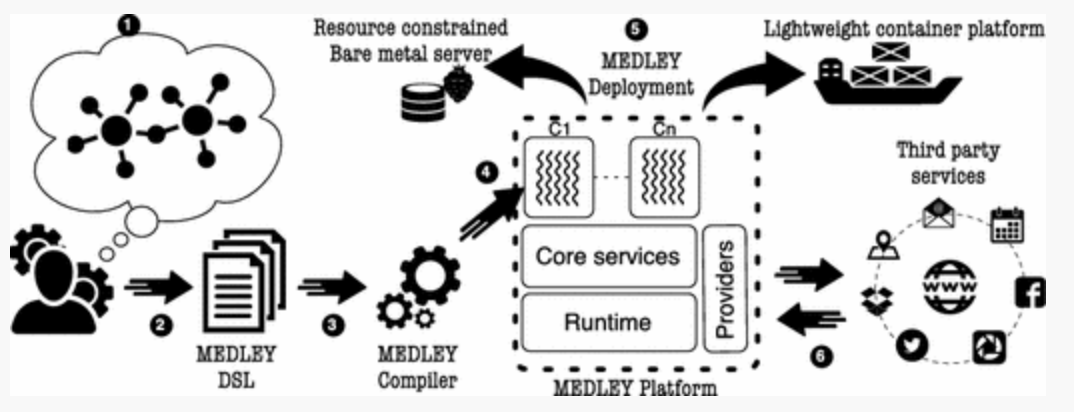 1
Resource constrained
Bare metal server
5
MEDLEY
Deployment
Lightweight container platform
C1
Cn
4
Third party
services
Core services
Providers
WWW
Runtime
2
3
6
MEDLEY
DSL
MEDLEY
Compiler
MEDLEY Platform